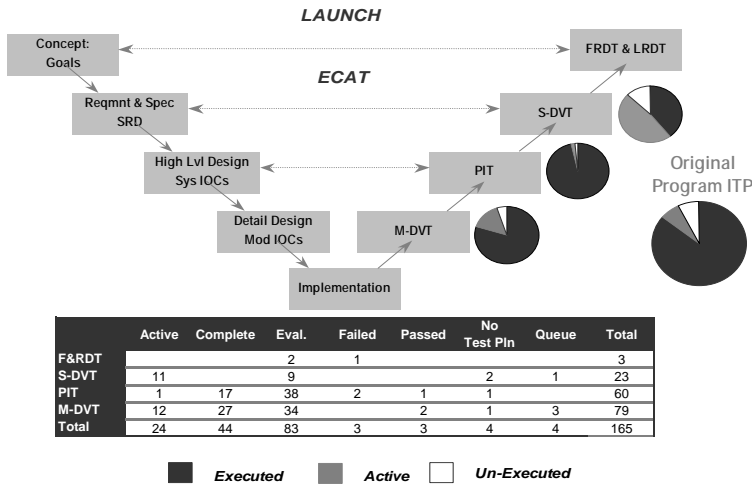 LAUNCH
Concept:
Goals
FRDT & LRDT
ECAT
Reqmnt & Spec
SRD
S-DVT
High Lvl Design
Sys IOCs
PIT
Original
Program ITP
Detail Design
Mod IOCs
M-DVT
Implementation
Active Complete Eval. Failed Passed No Test Pln Queue Total
F&RDT 2 1 3
S-DVT 11 9 2 1 23
PIT 1 17 38 2 1 1 60
M-DVT 12 27 34 2 1 3 79
Total 24 44 83 3 3 4 4 165
Executed Active Un-Executed